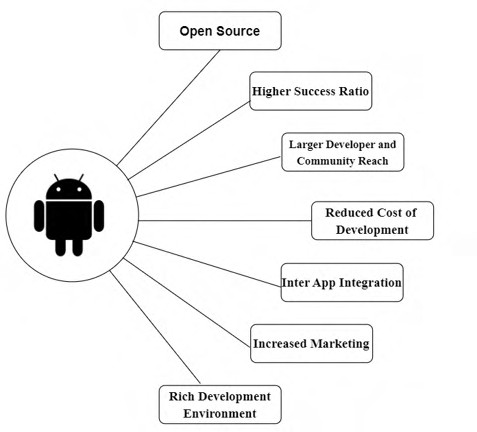 Open Source
Higher Success Ratio
Larger Developer and
Community Reach
Reduced Cost of
Development
Inter App Integration
Increased Marketing
Rich Development
Environment